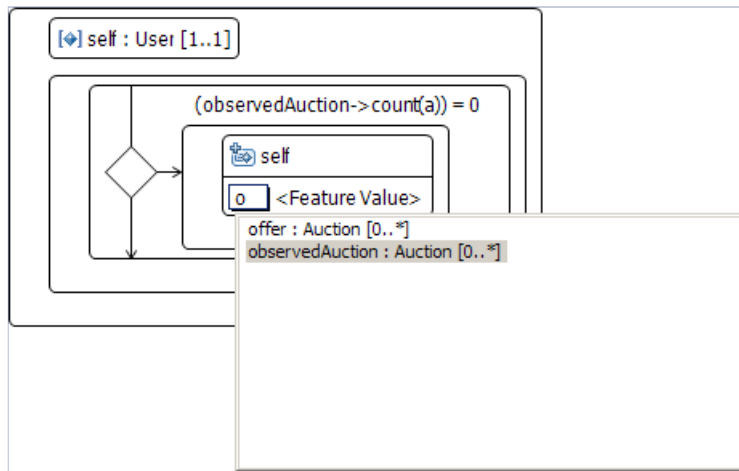 self : User [1..1]
(observedAuction->count(a)) = 0
self
o <Feature Value>
offer : Auction [0..*]
observedAuction : Auction [0..*]